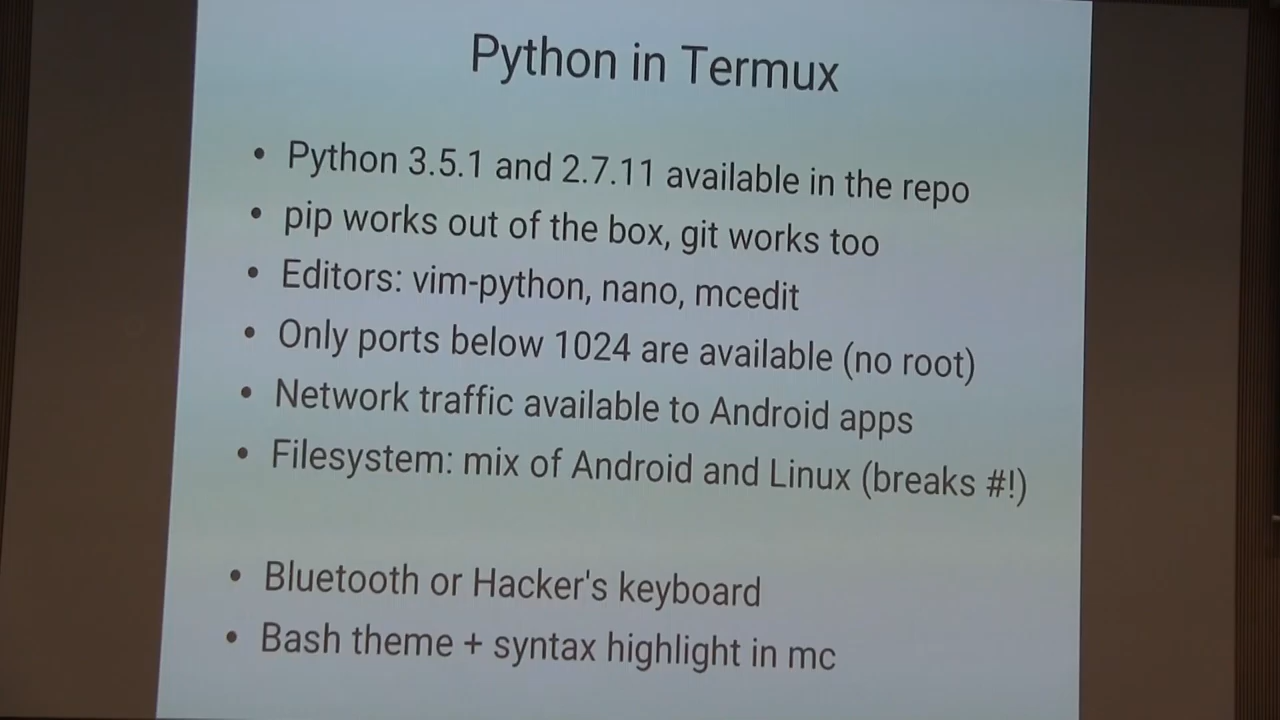 Python in Termux
• Python 3.5.1 and 2.7.11 available in the repo
• pip works out of the box, git works too
• Editors: vim-python, nano, mcedit
• Only ports below 1024 are available (no root)
• Network traffic available to Android apps
• Filesystem: mix of Android and Linux (breaks #!)
• Bluetooth or Hacker's keyboard
• Bash theme + syntax highlight in mc